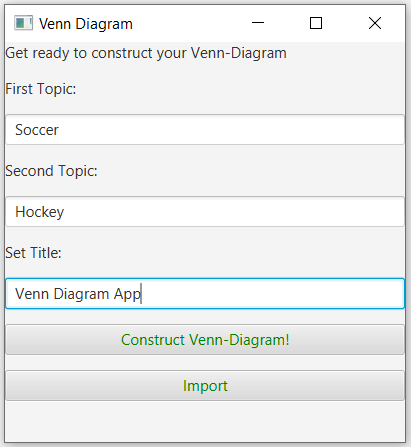 Venn Diagram
Get ready to construct your Venn-Diagram
First Topic:
Soccer
Second Topic:
Hockey
Set Title:
Venn Diagram App
Construct Venn-Diagram!
Import